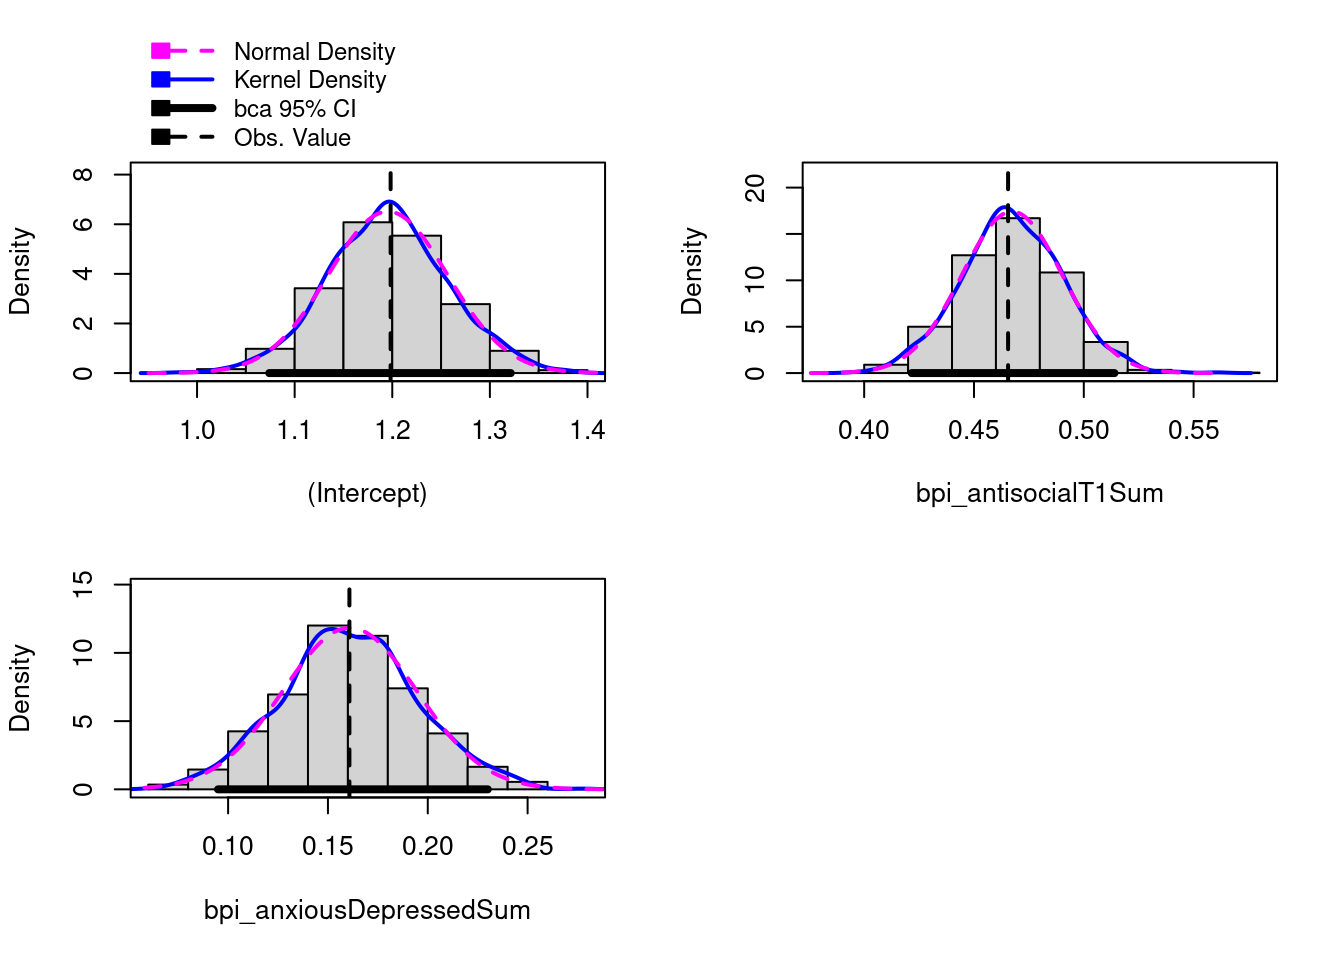 Normal Density
Kernel Density
bca 95% CI
Obs. Value
Density
0 2 4 6 8
1.0 1.1 1.2 1.3 1.4
(Intercept)
Density
0 5 10 20
0.40 0.45 0.50 0.55
bpi_antisocialT1Sum
Density
0 5 10 15
0.10 0.15 0.20 0.25
bpi_anxiousDepressedSum